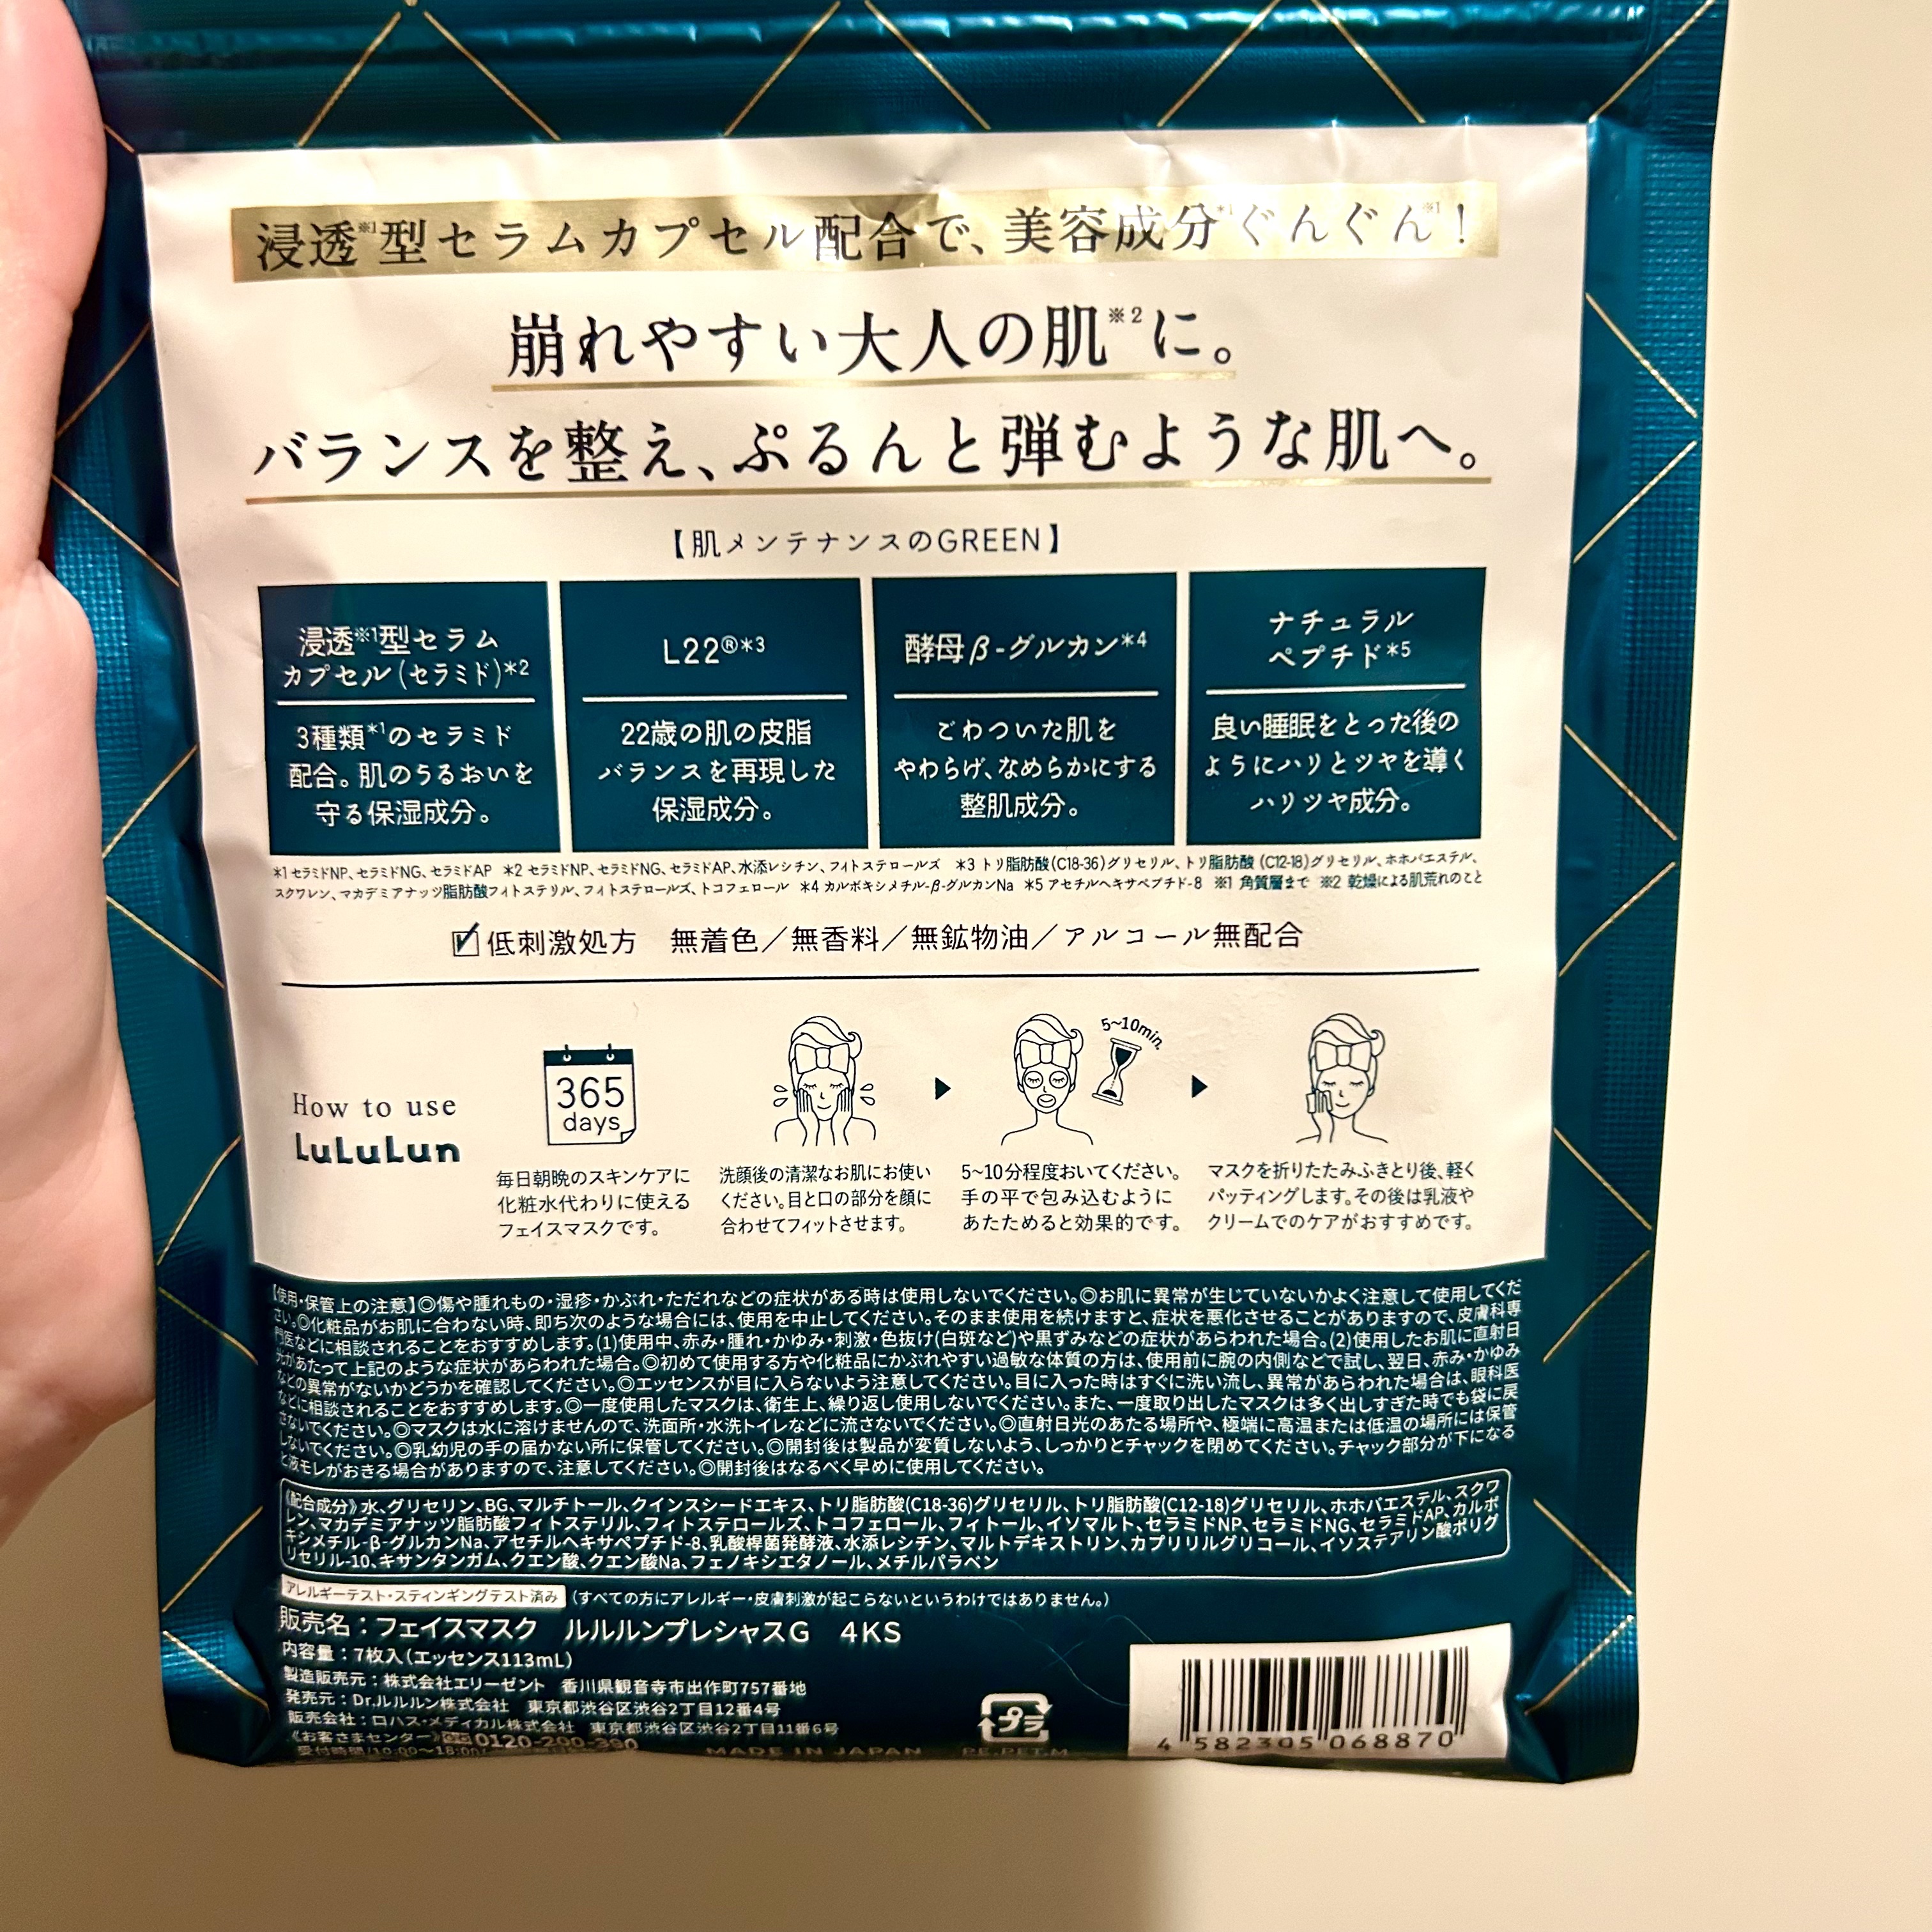 浸透※1型セラムカプセル配合で、美容成分*1ぐんぐん※1！
崩れやすい大人の肌※2に。
バランスを整え、ぷるんと弾むような肌へ。
【肌メンテナンスのGREEN】
浸透※1型セラム
カプセル(セラミド)*2
3種類*1のセラミド
配合。肌のうるおいを
守る保湿成分。
L22®*3
22歳の肌の皮脂
バランスを再現した
保湿成分。
酵母β-グルカン*4
ごわついた肌を
やわらげ、なめらかにする
整肌成分。
ナチュラル
ペプチド*5
良い睡眠をとった後の
ようにハリとツヤを導く
ハリツヤ成分。
*1 セラミドNP、セラミドNG、セラミドAP *2 セラミドNP、セラミドNG、セラミドAP、水添レシチン、フィトステロールズ *3 トリ脂肪酸(C18-36)グリセリル、トリ脂肪酸(C12-18)グリセリル、ホホバエステル、
スクワレン、マカデミアナッツ脂肪酸フィトステリル、フィトステロールズ、トコフェロール *4 カルボキシメチル-β-グルカンNa *5 アセチルヘキサペプチド-8 ※1 角質層まで ※2 乾燥による肌荒れのこと
低刺激処方 無着色／無香料／無鉱物油／アルコール無配合
How to use
LuLuLun
365
days
毎日朝晩のスキンケアに
化粧水代わりに使える
フェイスマスクです。
洗顔後の清潔なお肌にお使い
ください。目と口の部分を顔に
合わせてフィットさせます。
5~10min.
5~10分程度おいてください。
手の平で包み込むように
あたためると効果的です。
マスクを折りたたみふきとり後、軽く
パッティングします。その後は乳液や
クリームでのケアがおすすめです。
【使用・保管上の注意】◎傷や腫れもの・湿疹・かぶれ・ただれなどの症状がある時は使用しないでください。◎お肌に異常が生じていないかよく注意して使用してくだ
さい。◎化粧品がお肌に合わない時、即ち次のような場合には、使用を中止してください。そのまま使用を続けますと、症状を悪化させることがありますので、皮膚科専
門医などに相談されることをおすすめします。(1)使用中、赤み・腫れ・かゆみ・刺激・色抜け(白斑など)や黒ずみなどの症状があらわれた場合。(2)使用したお肌に直射日
光があたって上記のような症状があらわれた場合。◎初めて使用する方や化粧品にかぶれやすい過敏な体質の方は、使用前に腕の内側などで試し、翌日、赤み・かゆみ
などの異常がないかどうかを確認してください。◎エッセンスが目に入らないよう注意してください。目に入った時はすぐに洗い流し、異常があらわれた場合は、眼科医
などに相談されることをおすすめします。◎一度使用したマスクは、衛生上、繰り返し使用しないでください。また、一度取り出したマスクは多く出しすぎた時でも袋に戻
さないでください。◎マスクは水に溶けませんので、洗面所・水洗トイレなどに流さないでください。◎直射日光のあたる場所や、極端に高温または低温の場所には保管
しないでください。◎乳幼児の手の届かない所に保管してください。◎開封後は製品が変質しないよう、しっかりとチャックを閉めてください。チャック部分が下になる
と液モレがおきる場合がありますので、注意してください。◎開封後はなるべく早めに使用してください。
《配合成分》水、グリセリン、BG、マルチトール、クインスシードエキス、トリ脂肪酸(C18-36)グリセリル、トリ脂肪酸(C12-18)グリセリル、ホホバエステル、スクワ
レン、マカデミアナッツ脂肪酸フィトステリル、フィトステロールズ、トコフェロール、フィトール、イソマルト、セラミドNP、セラミドNG、セラミドAP、カルボ
キシメチル-β-グルカンNa、アセチルヘキサペプチド-8、乳酸桿菌発酵液、水添レシチン、マルトデキストリン、カプリリルグリコール、イソステアリン酸ポリグ
リセリル-10、キサンタンガム、クエン酸、クエン酸Na、フェノキシエタノール、メチルパラベン
アレルギーテスト・スティンギングテスト済み (すべての方にアレルギー・皮膚刺激が起こらないというわけではありません。)
販売名：フェイスマスク ルルルンプレシャスG 4KS
内容量：7枚入(エッセンス113mL)
製造販売元：株式会社エリーゼント 香川県観音寺市出作町757番地
発売元：Dr.ルルルン株式会社 東京都渋谷区渋谷2丁目12番4号
販売会社：ロハス・メディカル株式会社 東京都渋谷区渋谷2丁目11番6号
《お客さまセンター》0120-200-390
受付時間/10:00～18:00
MADE IN JAPAN
プラ
PE,PET,M
4 582305 068870